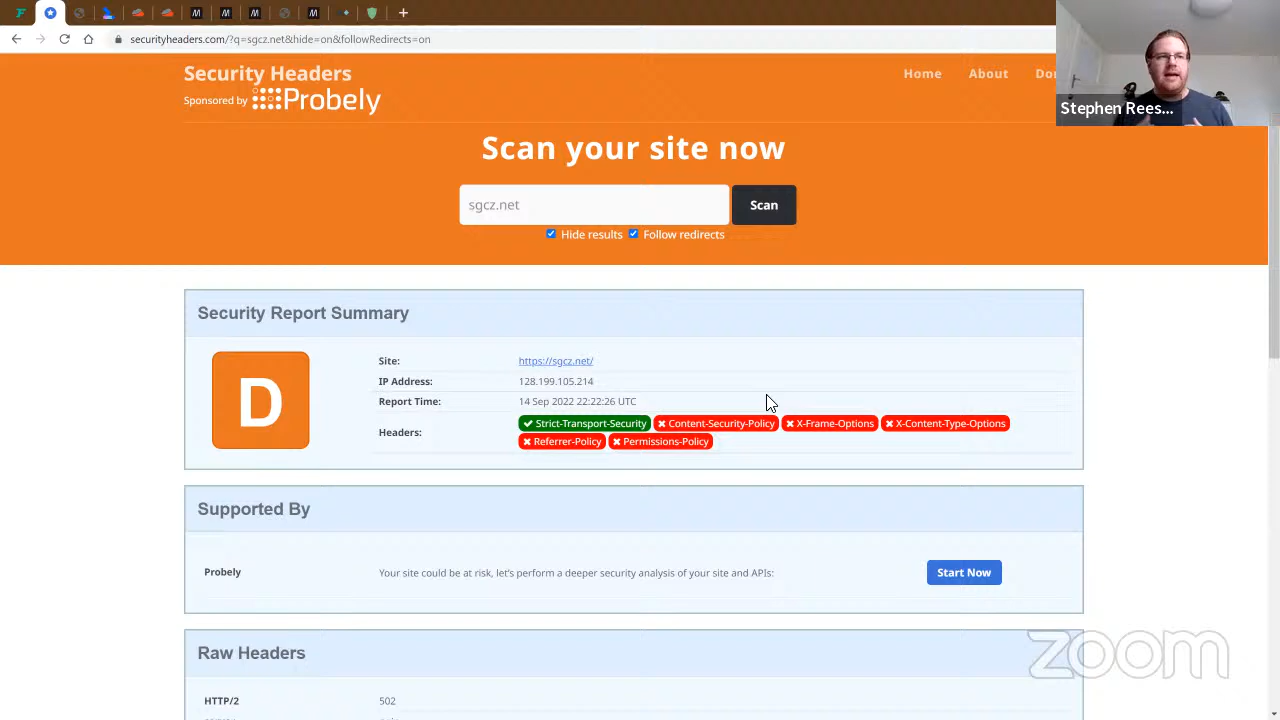 securityheaders.com/?q=sgcz.net&hide=on&followRedirects=on
Security Headers
Home About
Sponsored by Probely
Stephen Rees...
Scan your site now
sgcz.net Scan
Hide results Follow redirects
Security Report Summary
D
Site: https://sgcz.net/
IP Address: 128.199.105.214
Report Time: 14 Sep 2022 22:22:26 UTC
Headers: Strict-Transport-Security Content-Security-Policy X-Frame-Options X-Content-Type-Options
Referrer-Policy Permissions-Policy
Supported By
Probely Your site could be at risk, let's perform a deeper security analysis of your site and APIs: Start Now
zoom
Raw Headers
HTTP/2 502